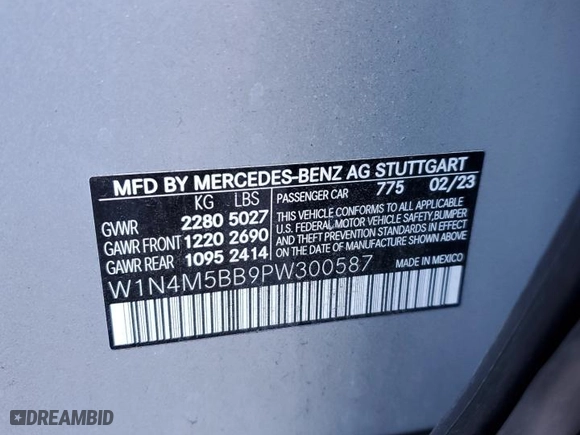 MFD BY MERCEDES-BENZ AG STUTTGART
KG LBS PASSENGER CAR 775 02/23
GVWR 2280 5027
GAWR FRONT 1220 2690
GAWR REAR 1095 2414
THIS VEHICLE CONFORMS TO ALL APPLICABLE
U.S. FEDERAL MOTOR VEHICLE SAFETY, BUMPER
AND THEFT PREVENTION STANDARDS IN EFFECT
ON THE DATE OF MANUFACTURE SHOWN ABOVE.
W1N4M5BB9PW300587 MADE IN MEXICO
DREAMBID